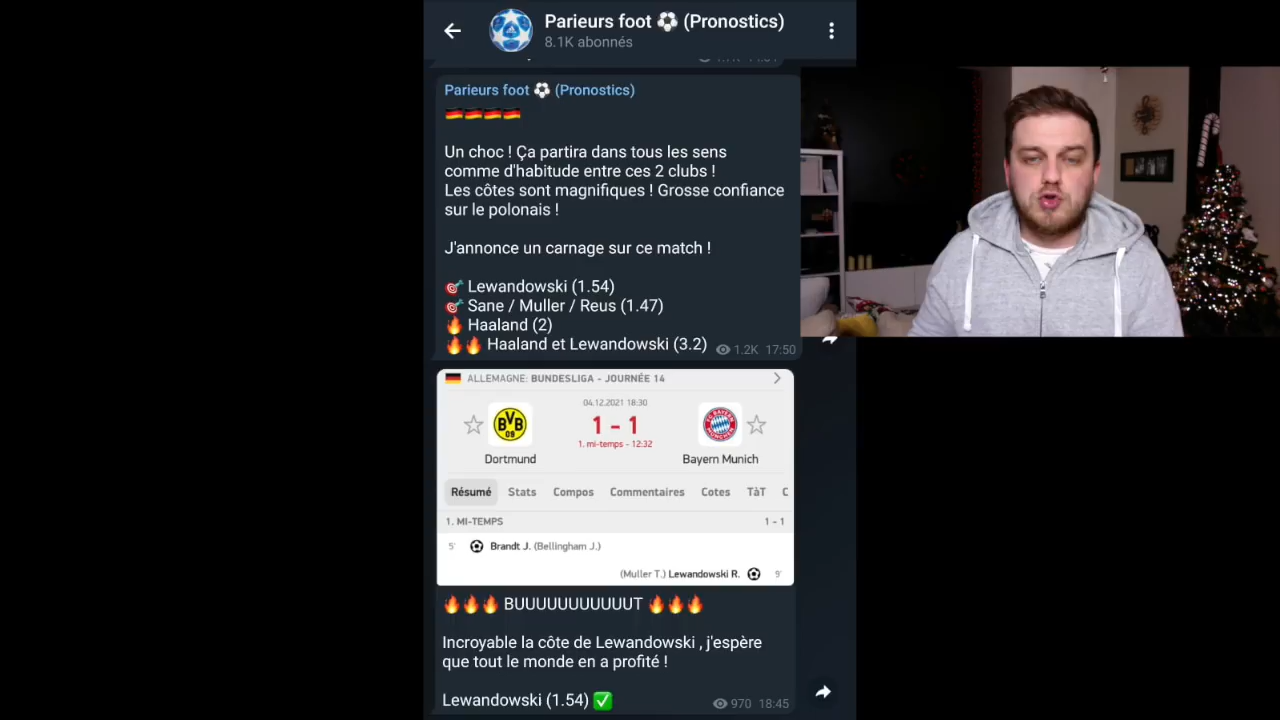 Parieurs foot ⚽ (Pronostics)
8.1K abonnés
Parieurs foot ⚽ (Pronostics)
🇩🇪🇩🇪🇩🇪🇩🇪
Un choc ! Ça partira dans tous les sens
comme d'habitude entre ces 2 clubs !
Les côtes sont magnifiques ! Grosse confiance
sur le polonais !
J'annonce un carnage sur ce match !
🎯 Lewandowski (1.54)
🎯 Sane / Muller / Reus (1.47)
🔥 Haaland (2)
🔥🔥 Haaland et Lewandowski (3.2)
1.2K 17:50
ALLEMAGNE: BUNDESLIGA - JOURNÉE 14
04.12.2021 18:30
1 - 1
1. mi-temps - 12:32
BVB
09
Dortmund
Bayern Munich
Résumé Stats Compos Commentaires Cotes TàT C
1. MI-TEMPS 1 - 1
5' Brandt J. (Bellingham J.)
(Muller T.) Lewandowski R. 9'
🔥🔥🔥 BUUUUUUUUUUUT 🔥🔥🔥
Incroyable la côte de Lewandowski , j'espère
que tout le monde en a profité !
Lewandowski (1.54) ✅
970 18:45